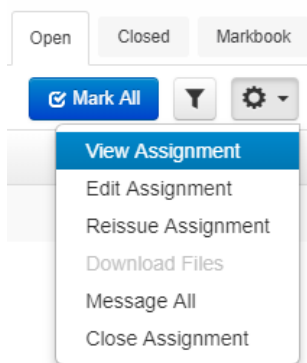 Open Closed Markbook
Mark All
View Assignment
Edit Assignment
Reissue Assignment
Download Files
Message All
Close Assignment